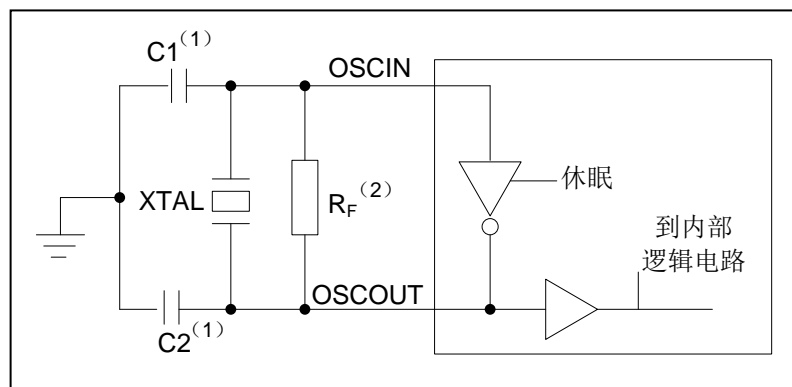 C1(1)
OSCIN
休眠
XTAL
RF(2)
到内部
逻辑电路
OSCOUT
C2(1)